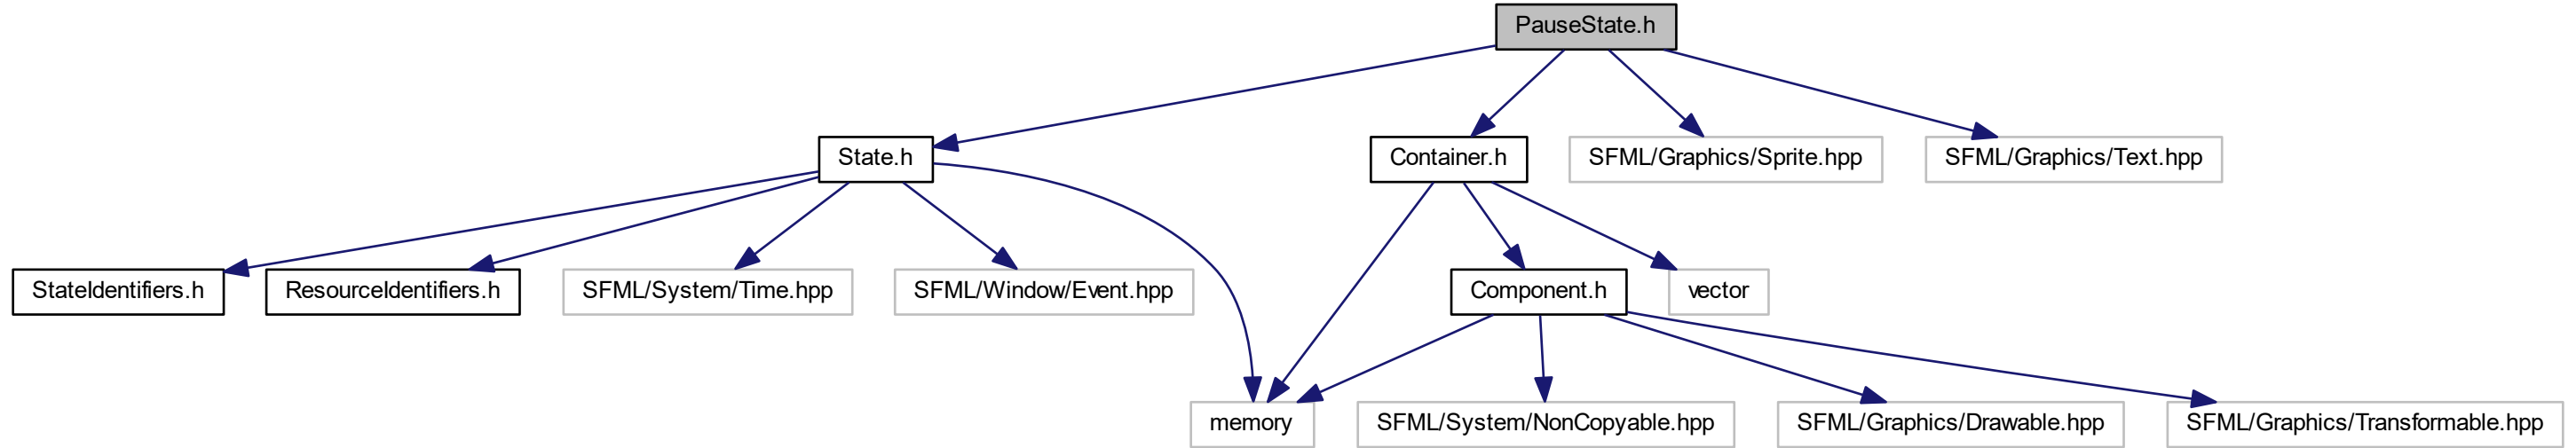 PauseState.h
State.h
Container.h
SFML/Graphics/Sprite.hpp
SFML/Graphics/Text.hpp
StateIdentifiers.h
ResourceIdentifiers.h
SFML/System/Time.hpp
SFML/Window/Event.hpp
Component.h
vector
memory
SFML/System/NonCopyable.hpp
SFML/Graphics/Drawable.hpp
SFML/Graphics/Transformable.hpp